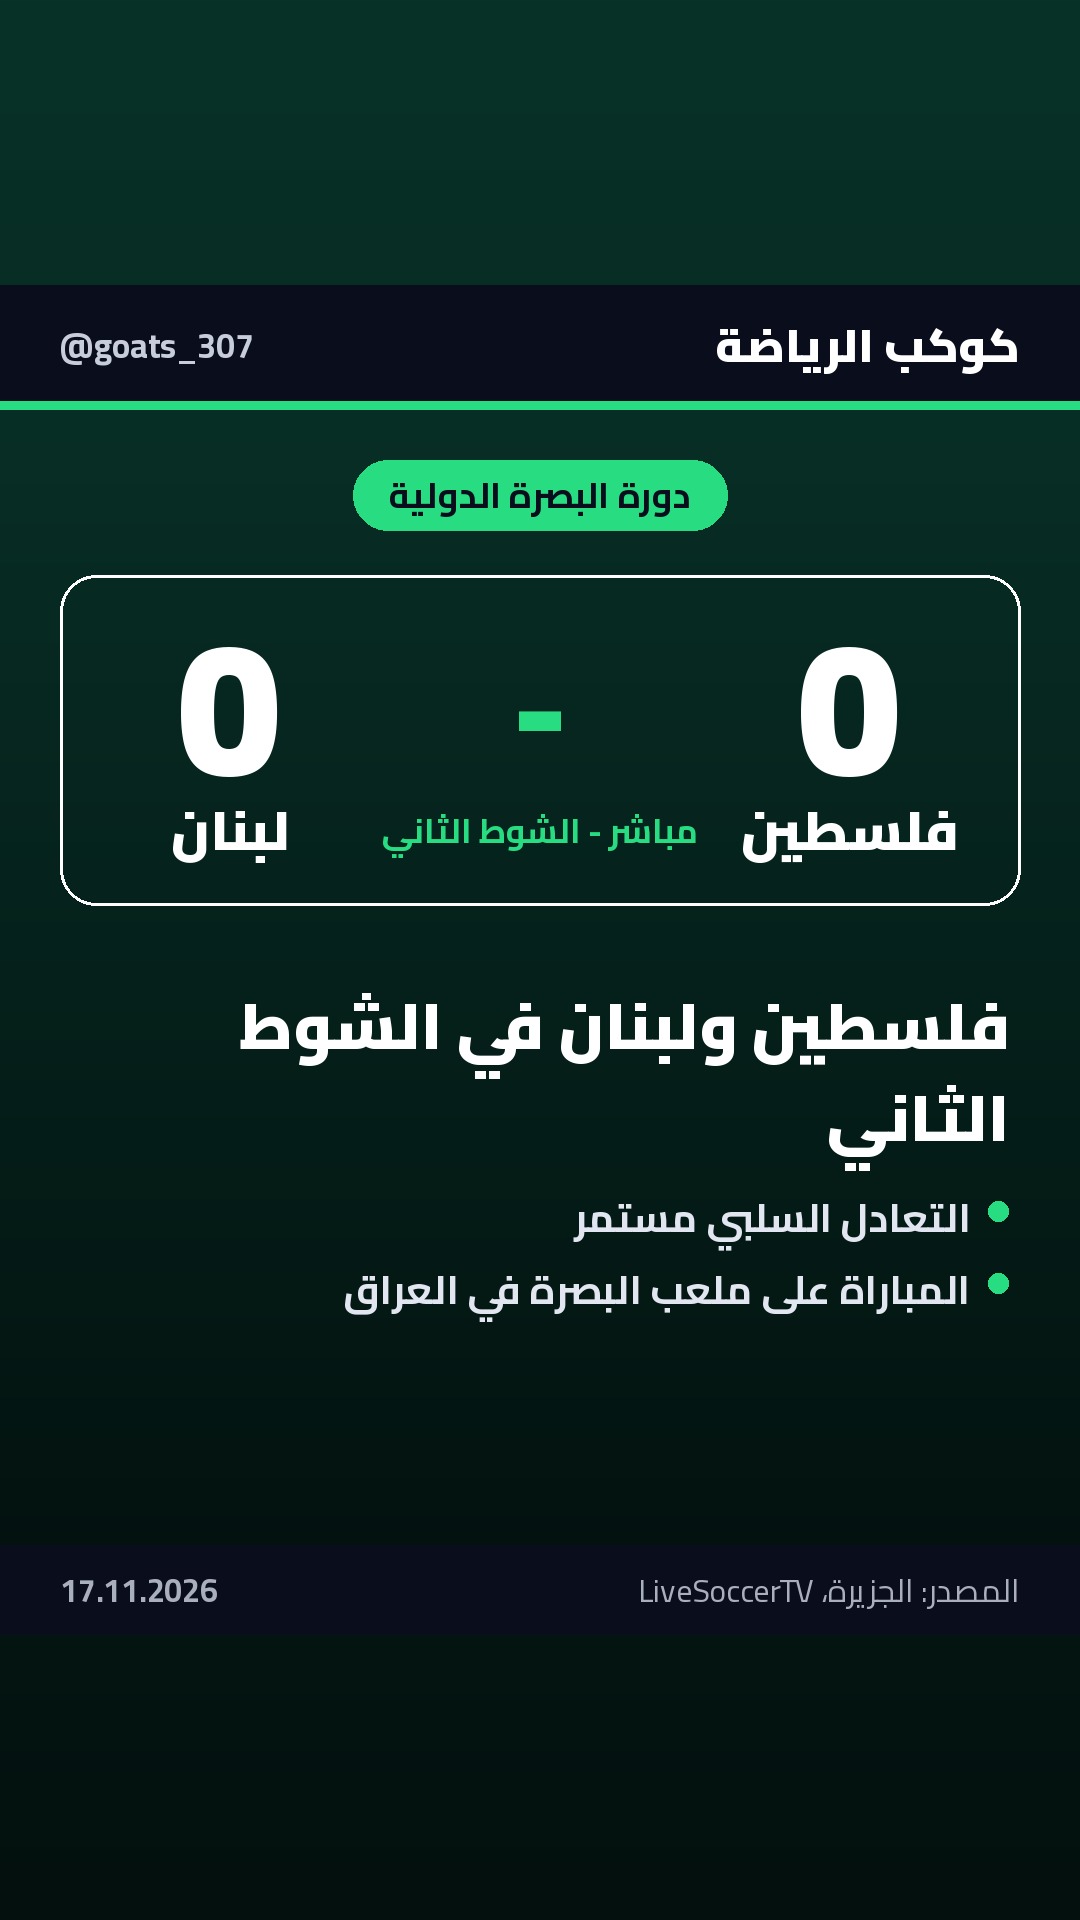 كوكب الرياضة
@goats_307
دورة البصرة الدولية
0 - 0
فلسطين
مباشر - الشوط الثاني
لبنان
فلسطين ولبنان في الشوط
الثاني
التعادل السلبي مستمر
المباراة على ملعب البصرة في العراق
المصدر: الجزيرة، LiveSoccerTV
17.11.2026